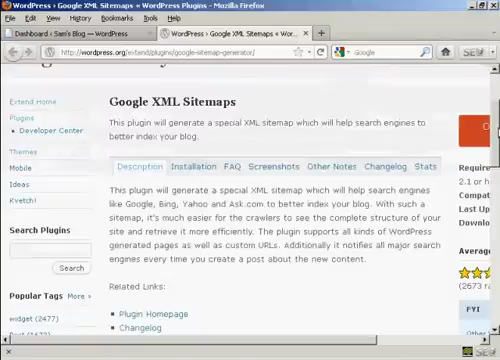 WordPress › Google XML Sitemaps « WordPress Plugins - Mozilla Firefox
File Edit View History Bookmarks Tools Help
Dashboard ‹ Sam's Blog — WordPress
WordPress › Google XML Sitemaps « WordPress Plugins
http://wordpress.org/extend/plugins/google-sitemap-generator/
Google
Extend Home
Plugins
Developer Center
Themes
Mobile
Ideas
Kvetch!
Search Plugins
Search
Popular Tags More »
widget (2477)
Google XML Sitemaps
This plugin will generate a special XML sitemap which will help search engines to
better index your blog.
Description Installation FAQ Screenshots Other Notes Changelog Stats
This plugin will generate a special XML sitemap which will help search engines
like Google, Bing, Yahoo and Ask.com to better index your blog. With such a
sitemap, it's much easier for the crawlers to see the complete structure of your
site and retrieve it more efficiently. The plugin supports all kinds of WordPress
generated pages as well as custom URLs. Additionally it notifies all major search
engines every time you create a post about the new content.
Related Links:
Plugin Homepage
Changelog
Require
2.1 or h
Compat
Last Up
Downlo
Averag
(2673 ra
FYI